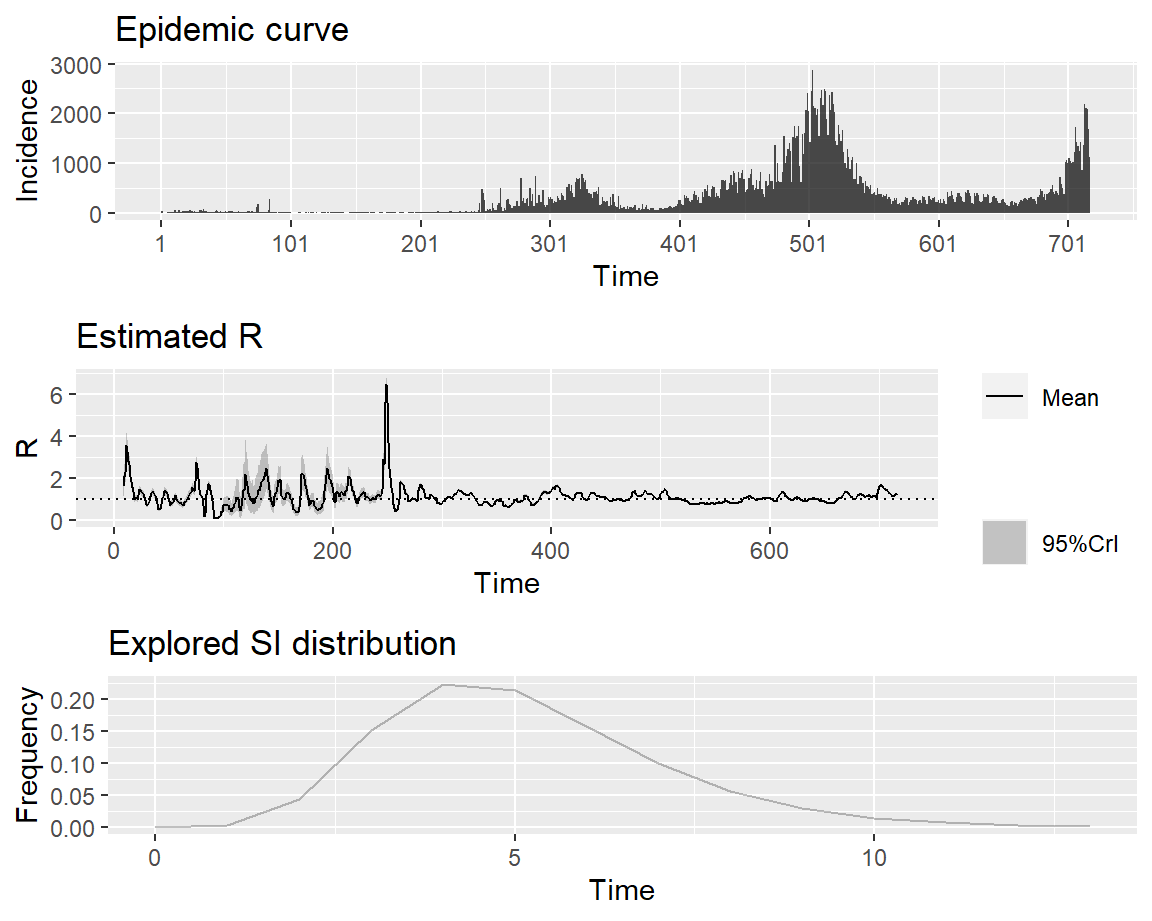 Epidemic curve
3000
2000
1000
0
Incidence
1 101 201 301 401 501 601 701
Time
Estimated R
6
4
2
0
R
0 200 400 600
Time
Mean
95%CrI
Explored SI distribution
0.20
0.15
0.10
0.05
0.00
Frequency
0 5 10
Time